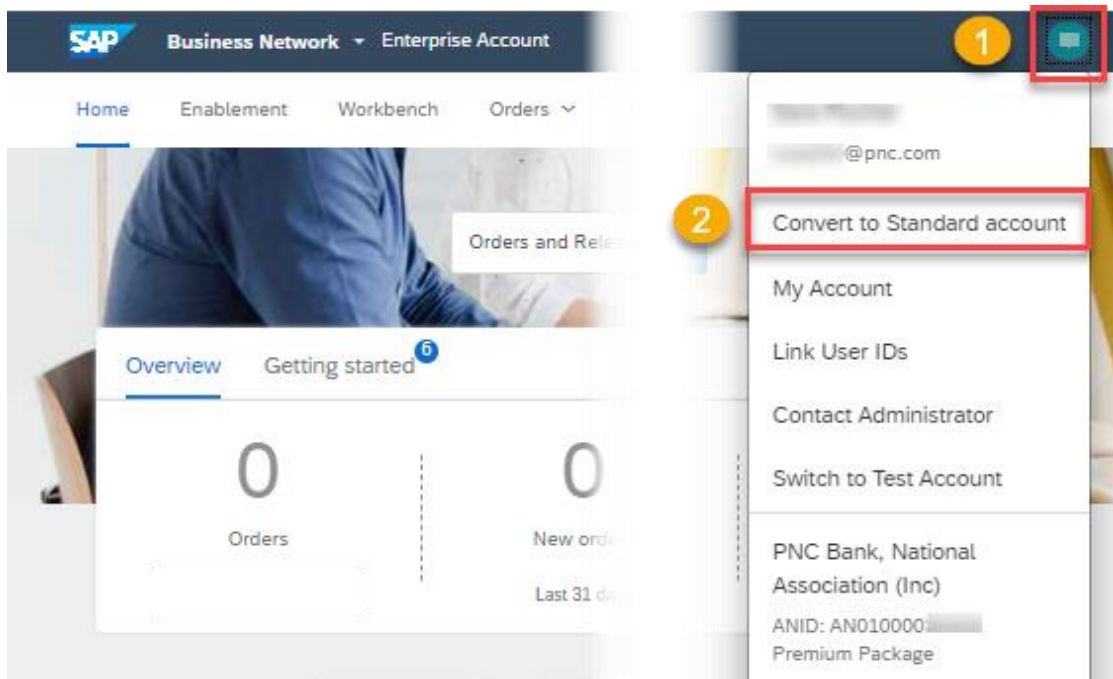 SAP Business Network Enterprise Account
1
Home Enablement Workbench Orders
@pnc.com
2
Convert to Standard account
Orders and
My Account
Overview Getting started 6
Link User IDs
Contact Administrator
0 0
Switch to Test Account
Orders New
Last 31
PNC Bank, National
Association (Inc)
ANID: AN010000
Premium Package